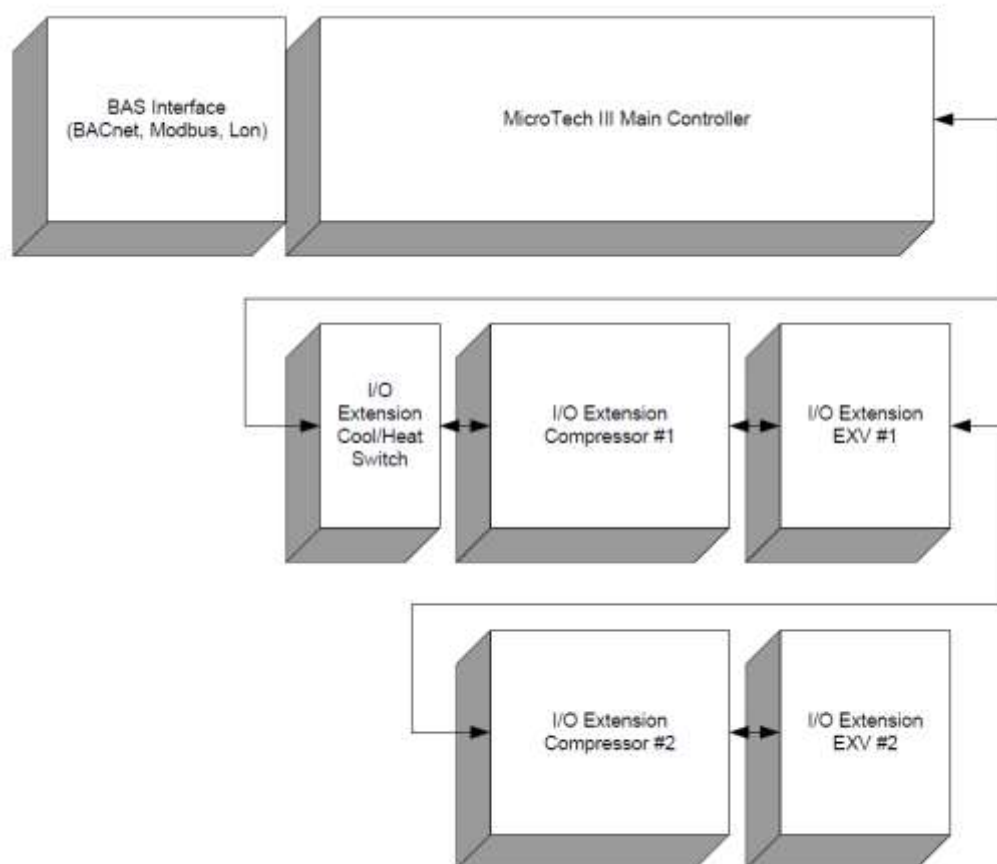 BAS Interface
(BACnet, Modbus, Lon)
MicroTech III Main Controller
I/O
Extension
Cool/Heat
Switch
I/O Extension
Compressor #1
I/O Extension
EXV #1
I/O Extension
Compressor #2
I/O Extension
EXV #2